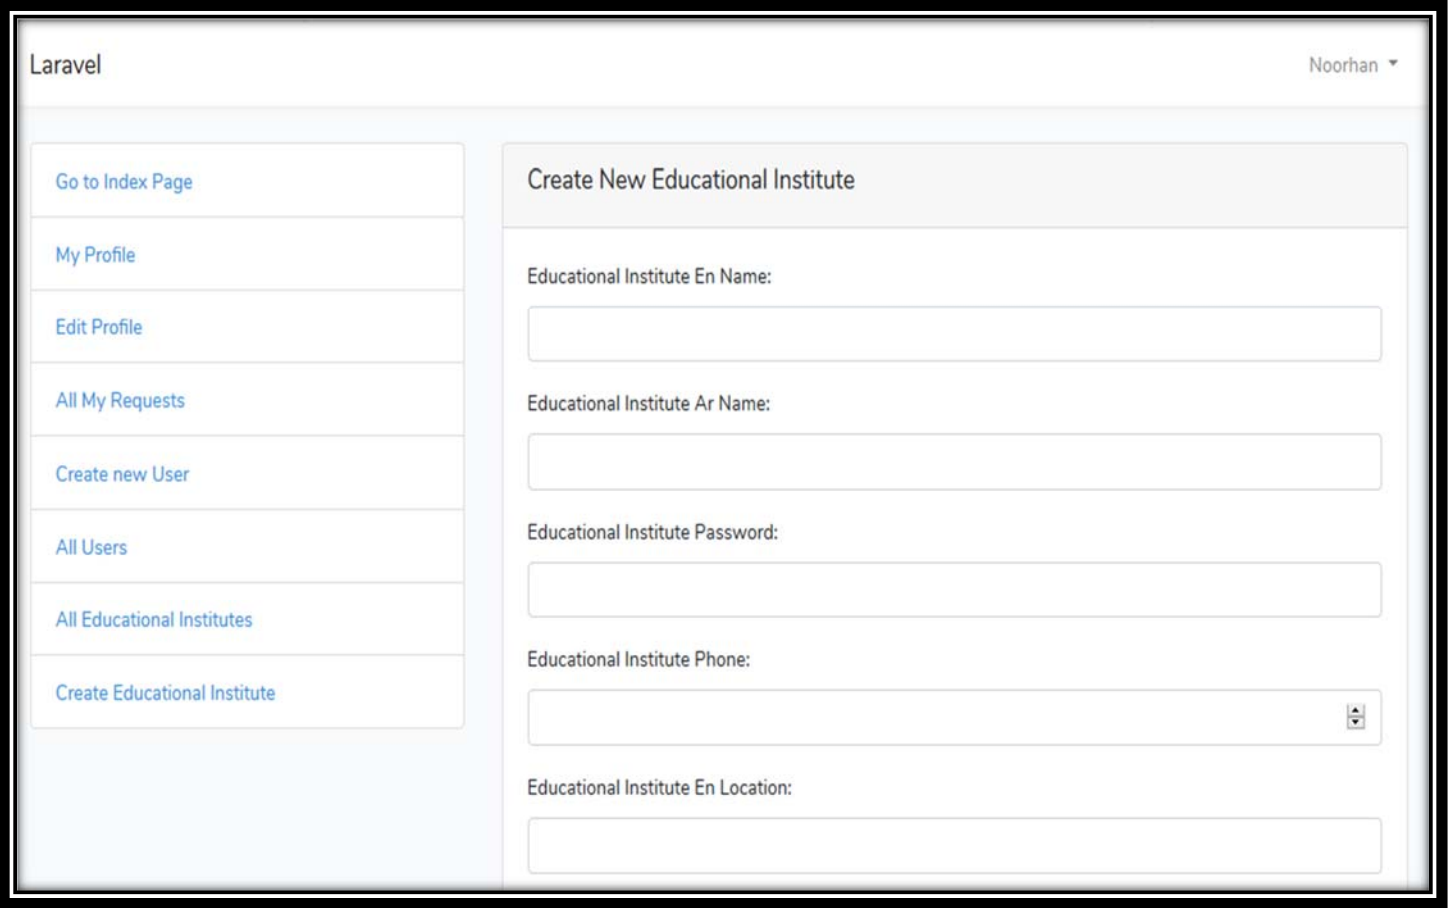 Laravel
Noorhan
Go to Index Page
My Profile
Edit Profile
All My Requests
Create new User
All Users
All Educational Institutes
Create Educational Institute
Create New Educational Institute
Educational Institute En Name:
Educational Institute Ar Name:
Educational Institute Password:
Educational Institute Phone:
Educational Institute En Location: